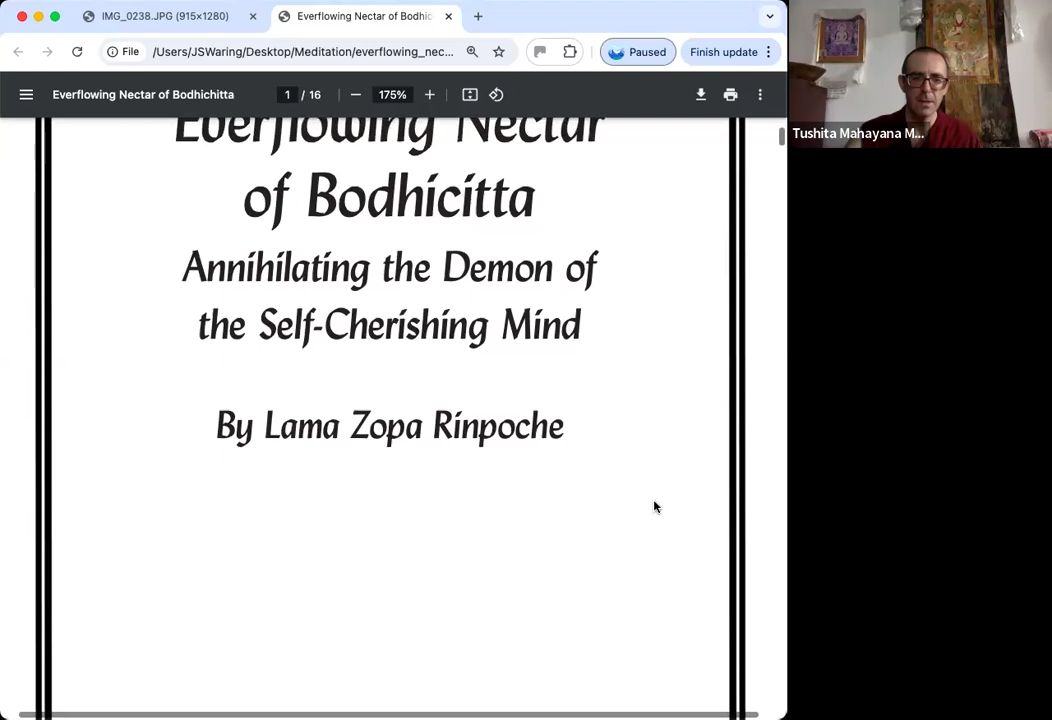 IMG_0238.JPG (915×1280)
Everflowing Nectar of Bodhic
File
/Users/JSWaring/Desktop/Meditation/everflowing_nec...
Paused
Finish update
Everflowing Nectar of Bodhichitta
1 / 16
175%
Everflowing Nectar
of Bodhicitta
Annihilating the Demon of
the Self-Cherishing Mind
By Lama Zopa Rinpoche
Tushita Mahayana M...